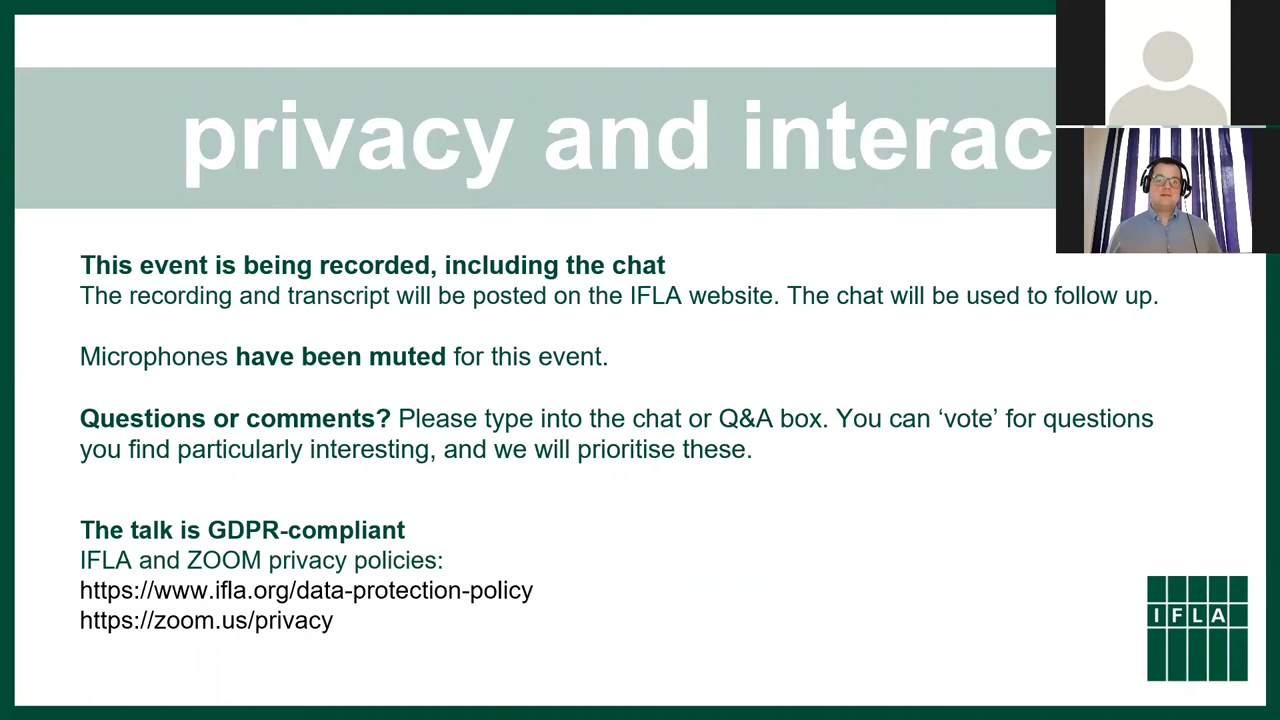 privacy and interac
This event is being recorded, including the chat
The recording and transcript will be posted on the IFLA website. The chat will be used to follow up.
Microphones have been muted for this event.
Questions or comments? Please type into the chat or Q&A box. You can ‘vote’ for questions
you find particularly interesting, and we will prioritise these.
The talk is GDPR-compliant
IFLA and ZOOM privacy policies:
https://www.ifla.org/data-protection-policy
https://zoom.us/privacy
IFLA